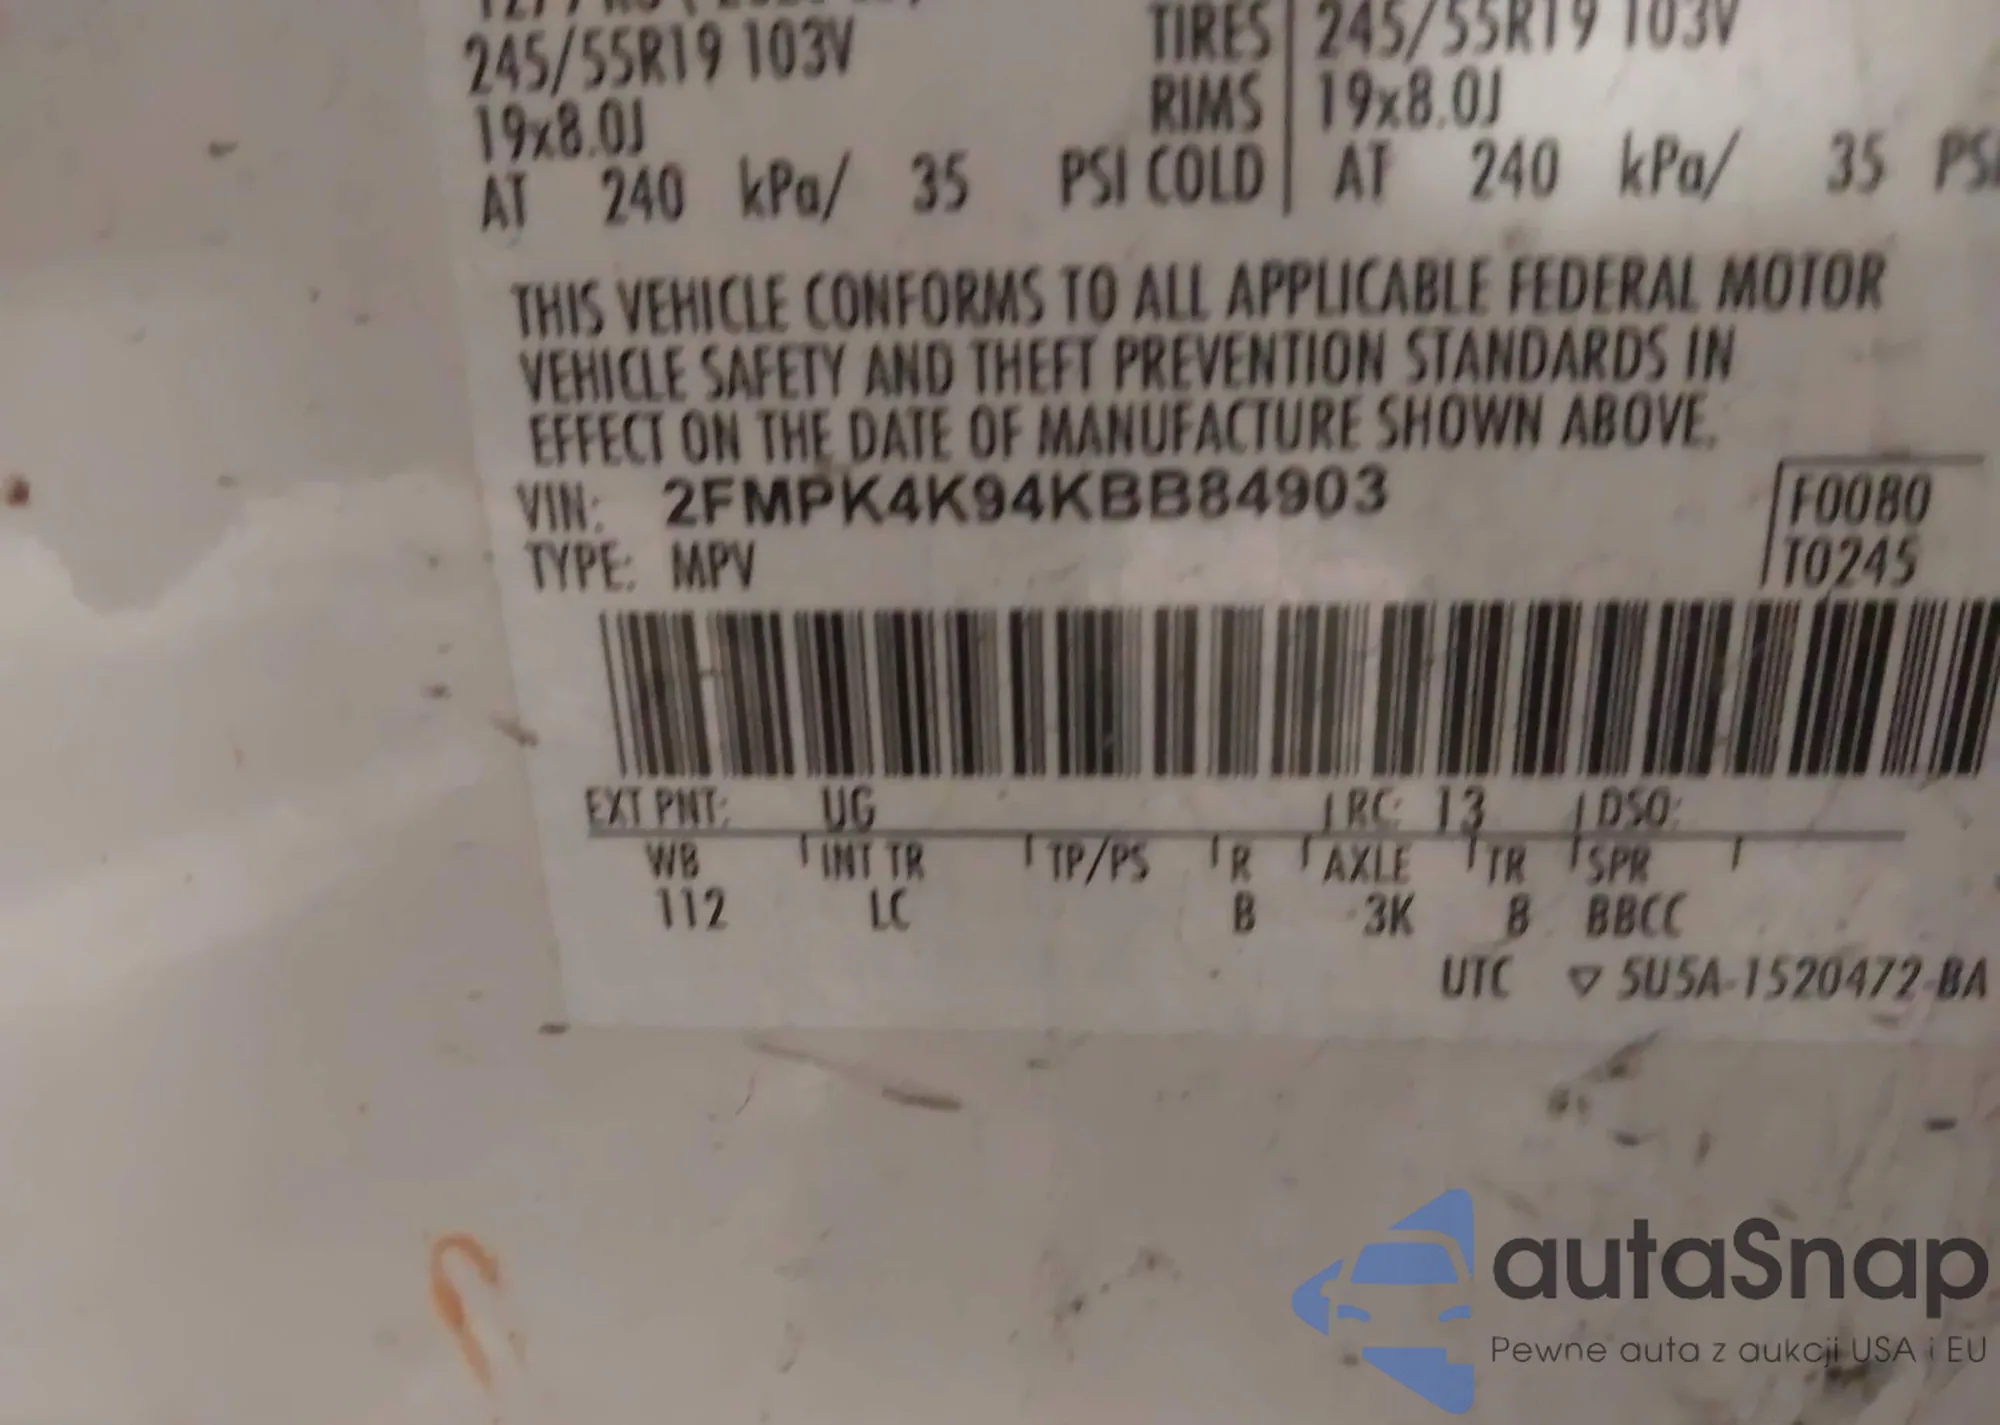 245/55R19 103V TIRES 245/55R19 103V
19x8.0J RIMS 19x8.0J
AT 240 kPa/ 35 PSI COLD AT 240 kPa/ 35 PSI
THIS VEHICLE CONFORMS TO ALL APPLICABLE FEDERAL MOTOR
VEHICLE SAFETY AND THEFT PREVENTION STANDARDS IN
EFFECT ON THE DATE OF MANUFACTURE SHOWN ABOVE.
VIN: 2FMPK4K94KBB84903 F0080
TYPE: MPV T0245
EXT PNT: UG RC: 13 DSO:
WB INT TR TP/PS R AXLE TR SPR
112 LC B 3K 8 BBCC
UTC ▽ 5U5A-1520472-BA
autaSnap
Pewne auta z aukcji USA i EU